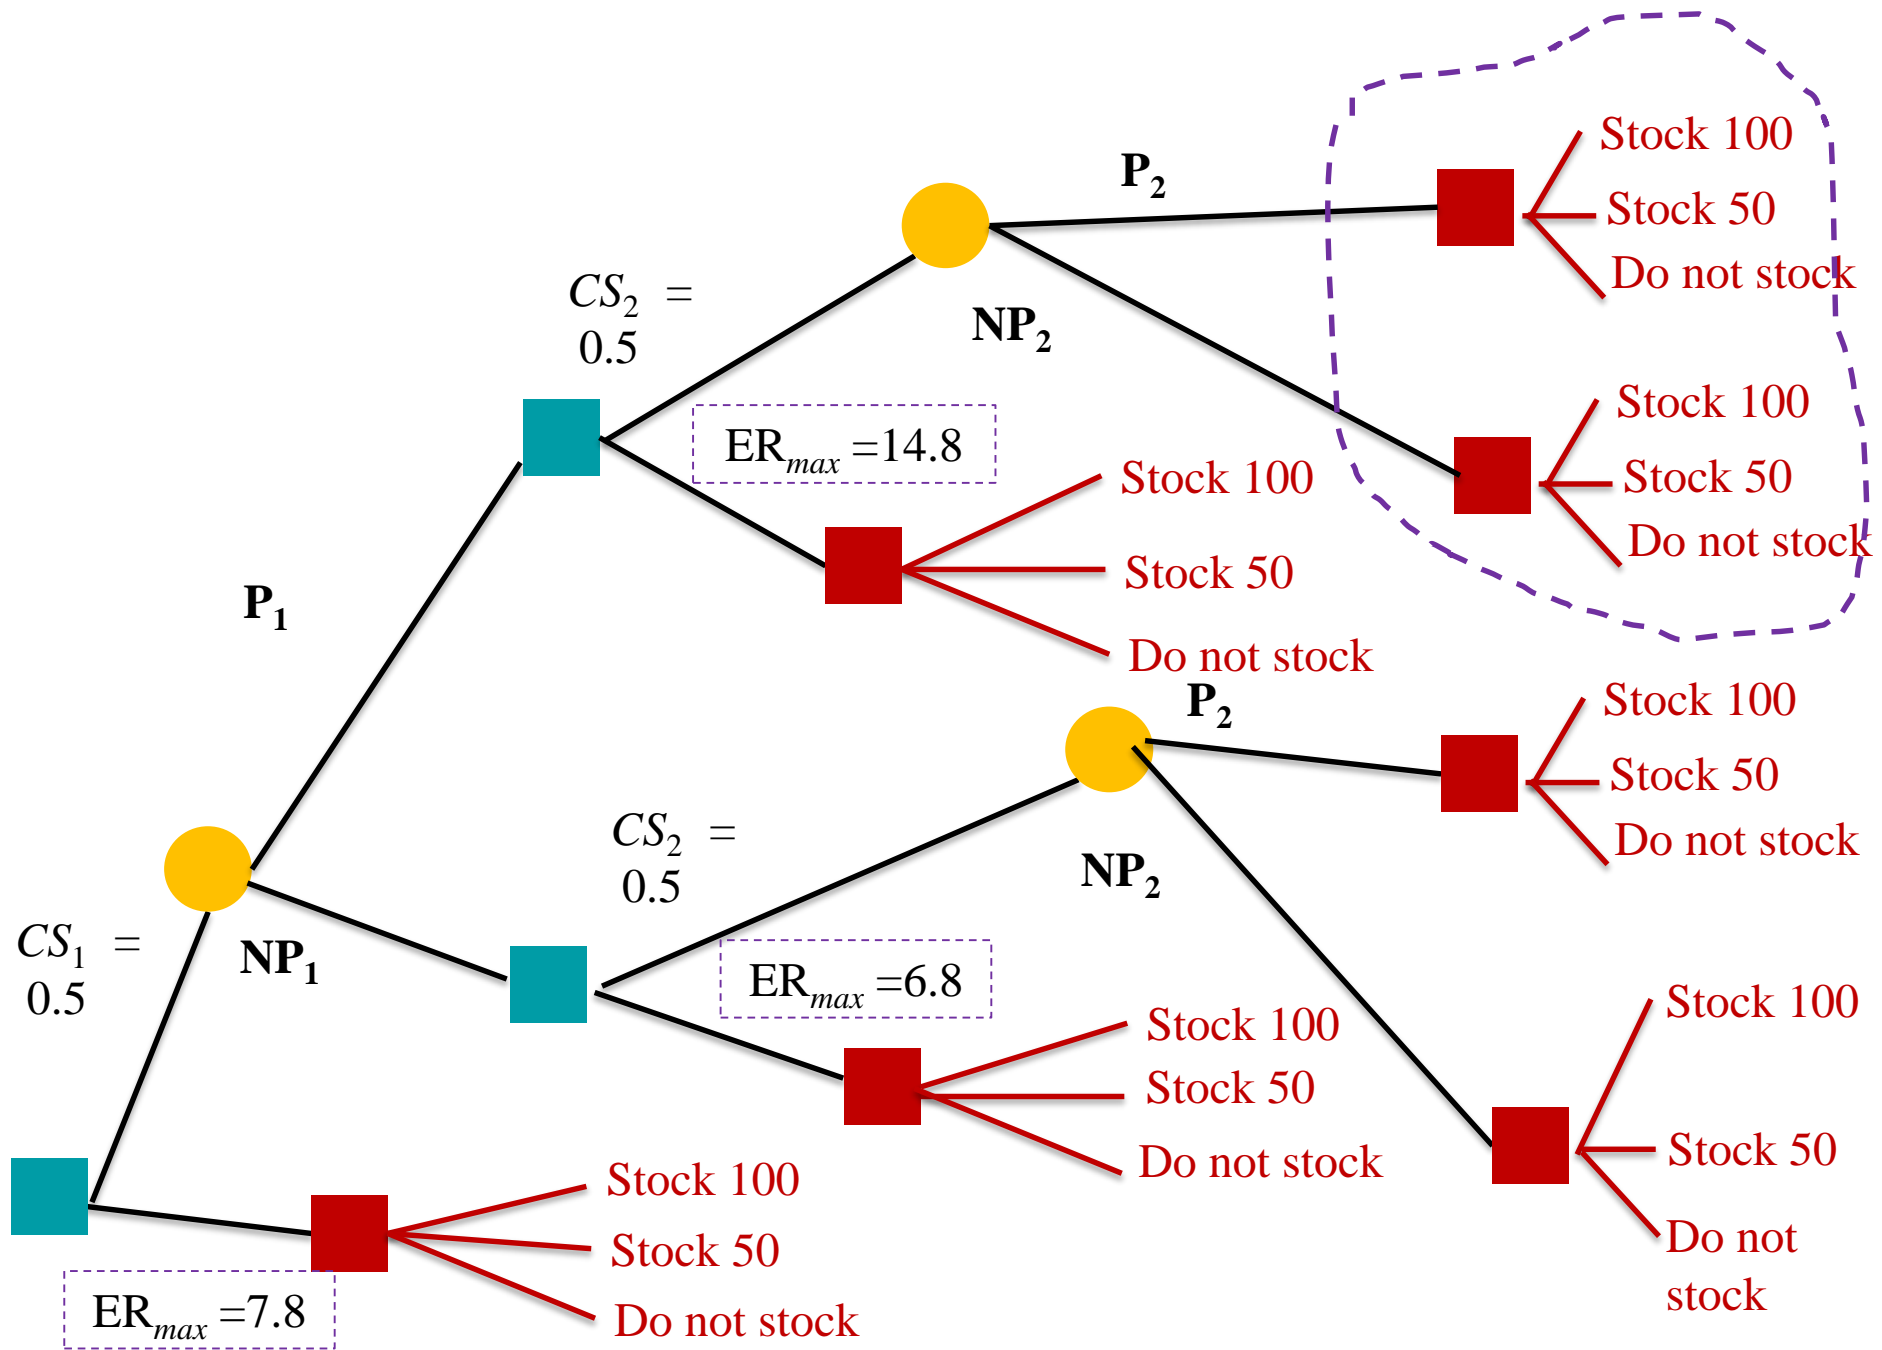 Stock 100
P2
Stock 50
Do not stock
CS2 =
0.5
NP2
Stock 100
ERmax =14.8
Stock 50
Do not stock
Stock 100
Stock 50
Do not stock
P1
P2
Stock 100
Stock 50
Do not stock
CS2 =
0.5
NP2
CS1 =
0.5
NP1
ERmax =6.8
Stock 100
Stock 50
Do not stock
Stock 100
Stock 50
Do not
stock
Stock 100
Stock 50
Do not stock
ERmax =7.8